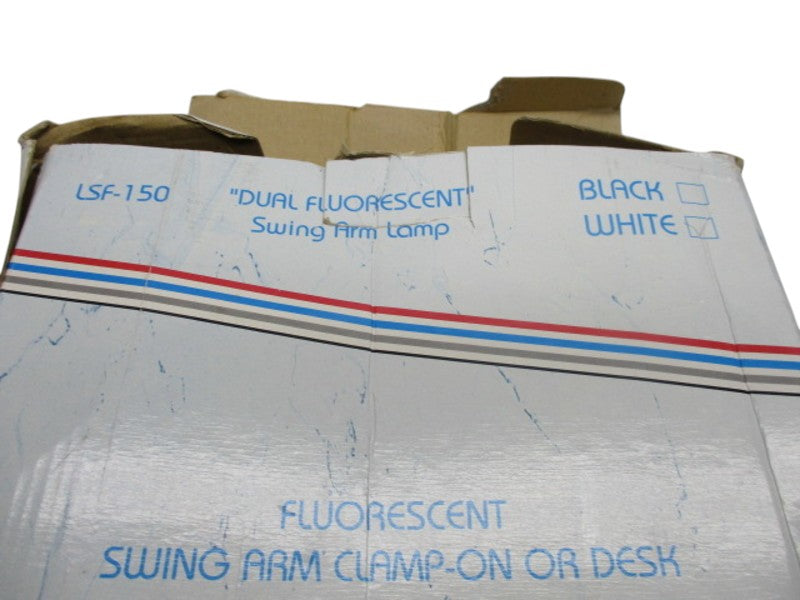 LSF-150
"DUAL FLUORESCENT"
Swing Arm Lamp
BLACK
WHITE
FLUORESCENT
SWING ARM CLAMP-ON OR DESK